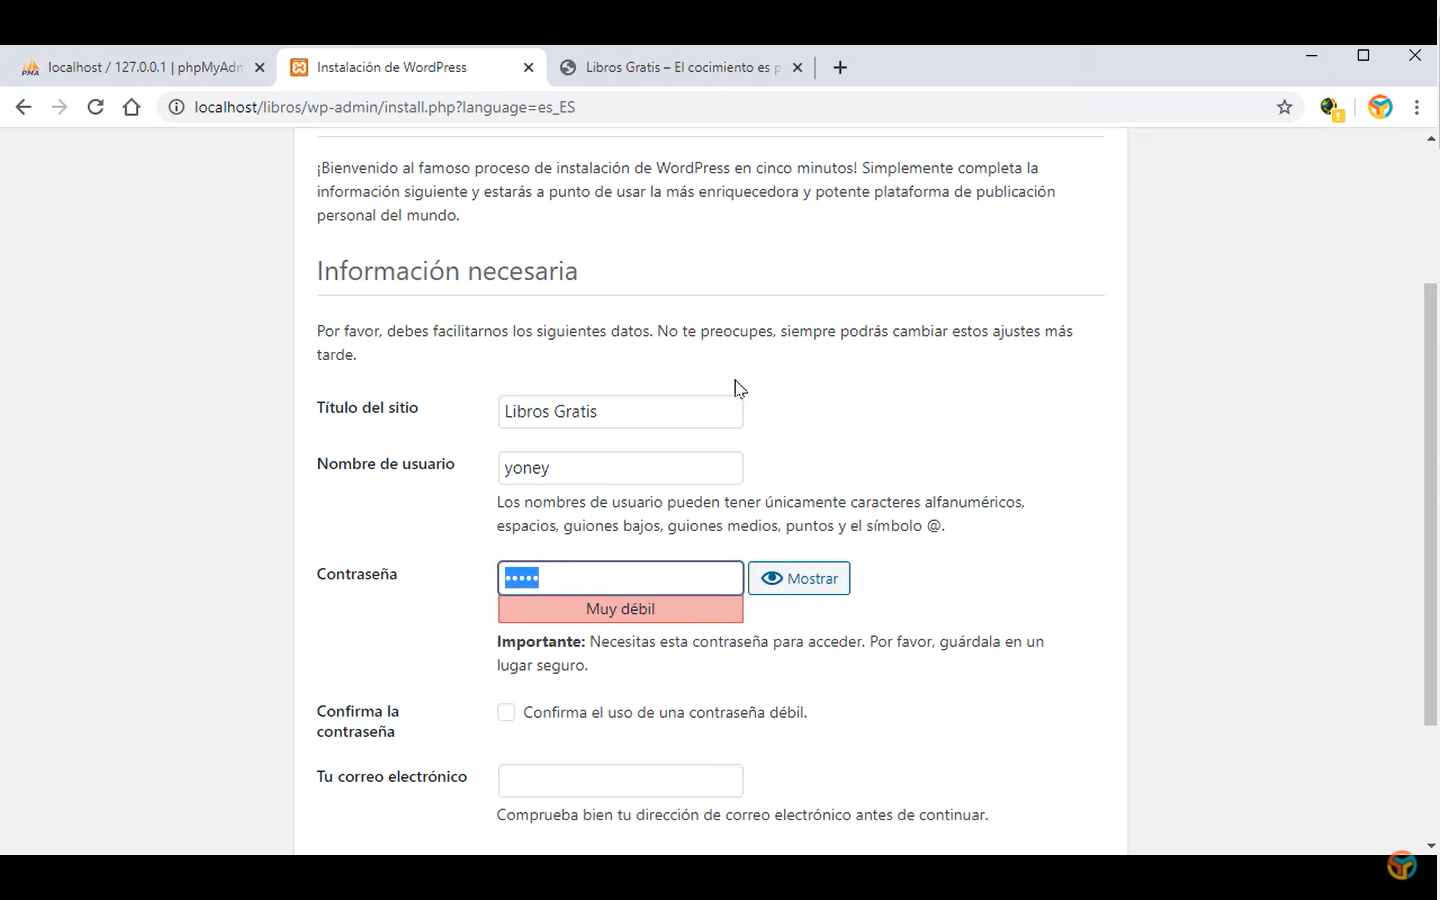 localhost / 127.0.0.1 | phpMyAdm
Instalación de WordPress
Libros Gratis – El cocimiento es p
localhost/libros/wp-admin/install.php?language=es_ES
¡Bienvenido al famoso proceso de instalación de WordPress en cinco minutos! Simplemente completa la
información siguiente y estarás a punto de usar la más enriquecedora y potente plataforma de publicación
personal del mundo.
Información necesaria
Por favor, debes facilitarnos los siguientes datos. No te preocupes, siempre podrás cambiar estos ajustes más
tarde.
Título del sitio
Libros Gratis
Nombre de usuario
yoney
Los nombres de usuario pueden tener únicamente caracteres alfanuméricos,
espacios, guiones bajos, guiones medios, puntos y el símbolo @.
Contraseña
•••••
Mostrar
Muy débil
Importante: Necesitas esta contraseña para acceder. Por favor, guárdala en un
lugar seguro.
Confirma la
contraseña
Confirma el uso de una contraseña débil.
Tu correo electrónico
Comprueba bien tu dirección de correo electrónico antes de continuar.